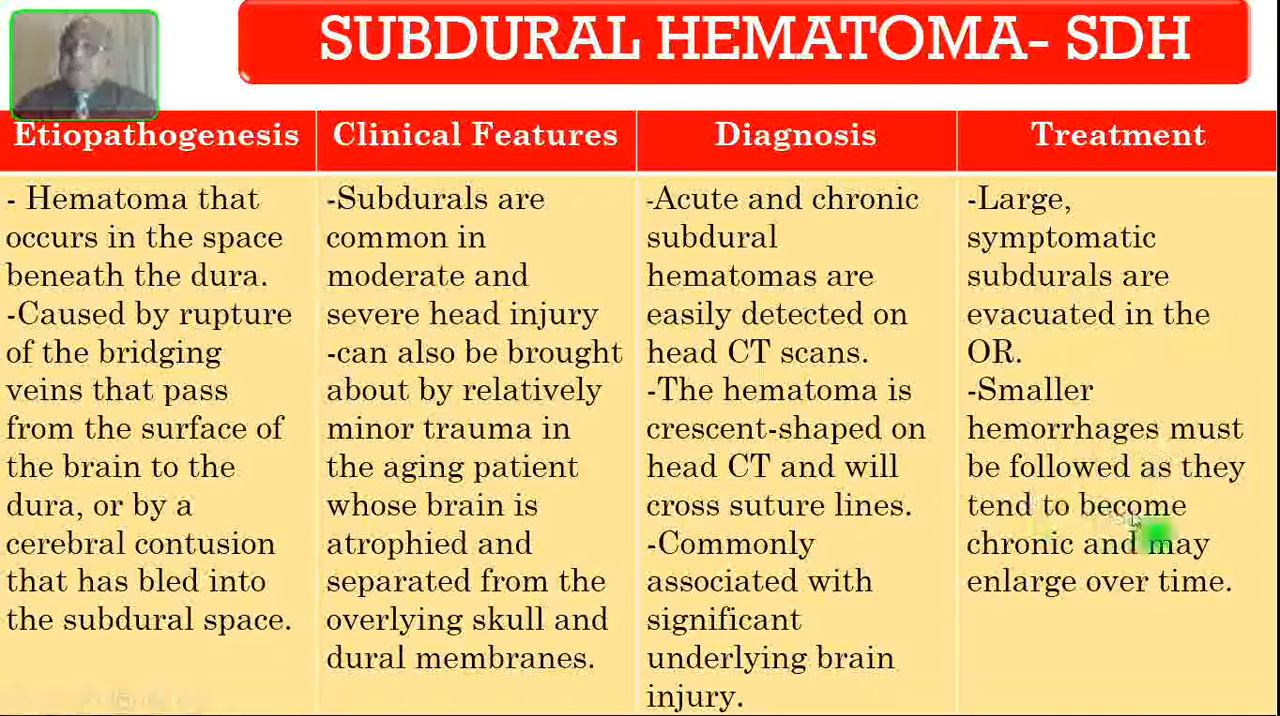 SUBDURAL HEMATOMA- SDH
Etiopathogenesis
Clinical Features
Diagnosis
Treatment
- Hematoma that
occurs in the space
beneath the dura.
-Caused by rupture
of the bridging
veins that pass
from the surface of
the brain to the
dura, or by a
cerebral contusion
that has bled into
the subdural space.
-Subdurals are
common in
moderate and
severe head injury
-can also be brought
about by relatively
minor trauma in
the aging patient
whose brain is
atrophied and
separated from the
overlying skull and
dural membranes.
-Acute and chronic
subdural
hematomas are
easily detected on
head CT scans.
-The hematoma is
crescent-shaped on
head CT and will
cross suture lines.
-Commonly
associated with
significant
underlying brain
injury.
-Large,
symptomatic
subdurals are
evacuated in the
OR.
-Smaller
hemorrhages must
be followed as they
tend to become
chronic and may
enlarge over time.